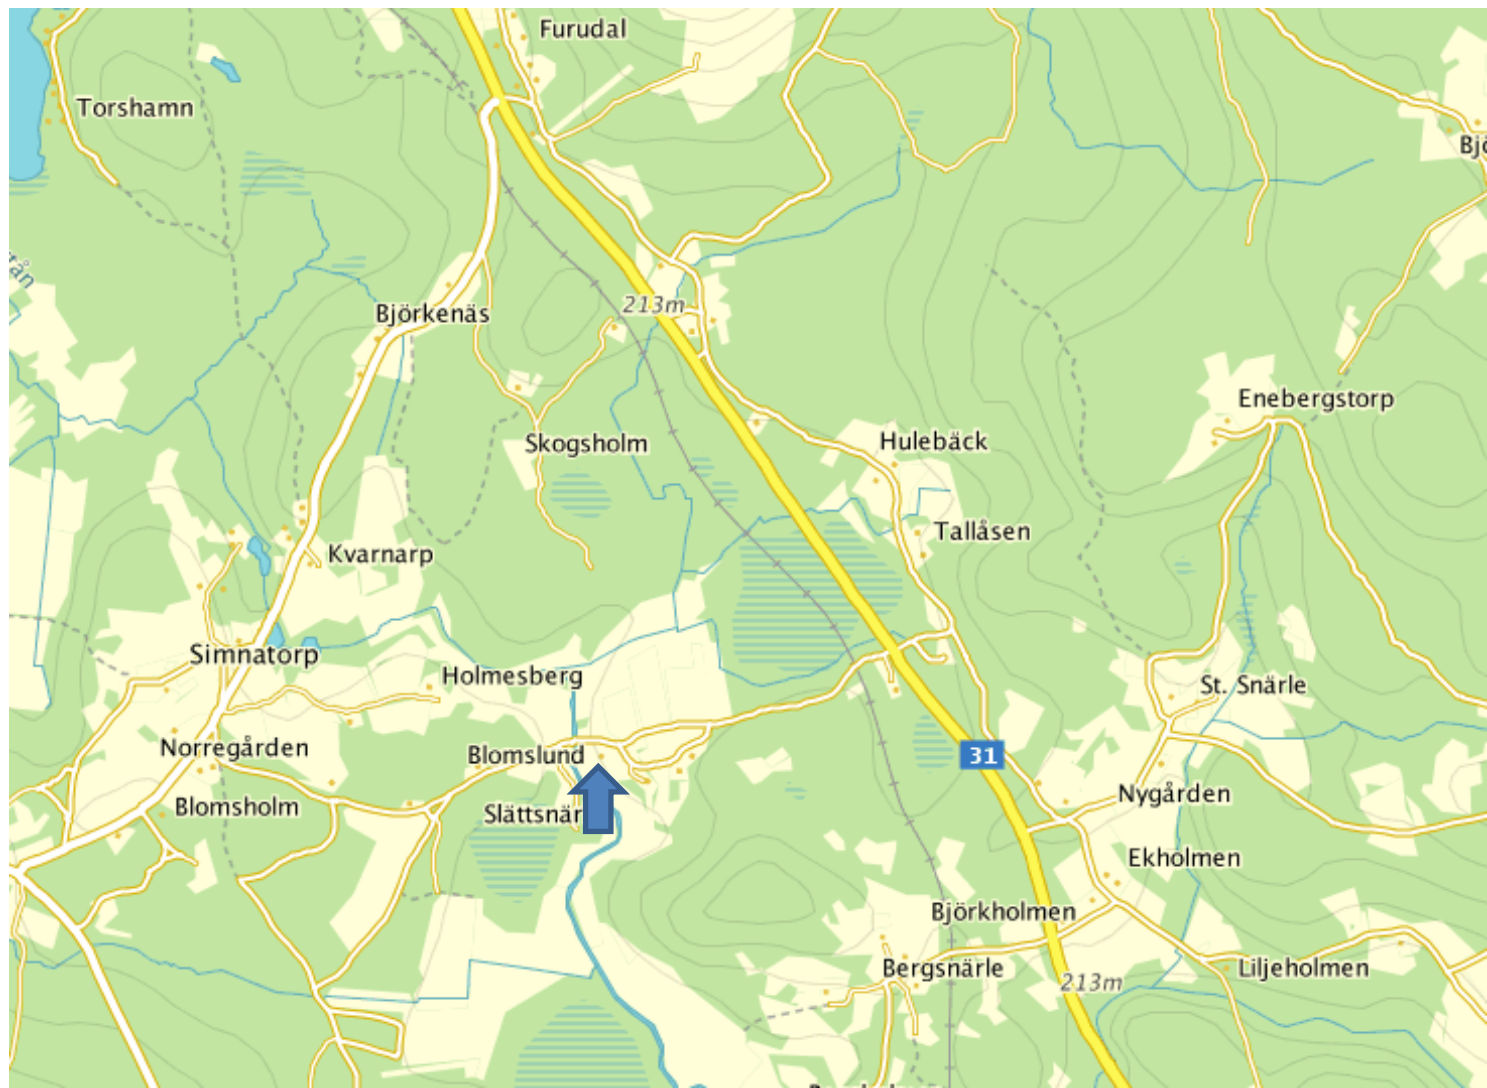 Furudal
Torshamn
Björkenäs
213m
Enebergstorp
Skogsholm
Hulebäck
Tallåsen
Kvarnarp
Simnatorp
Holmesberg
St. Snärle
Norregården
Blomslund
31
Blomsholm
Slättsnär
Nygården
Ekholmen
Björkholmen
Bergsnärle
Liljeholmen
213m